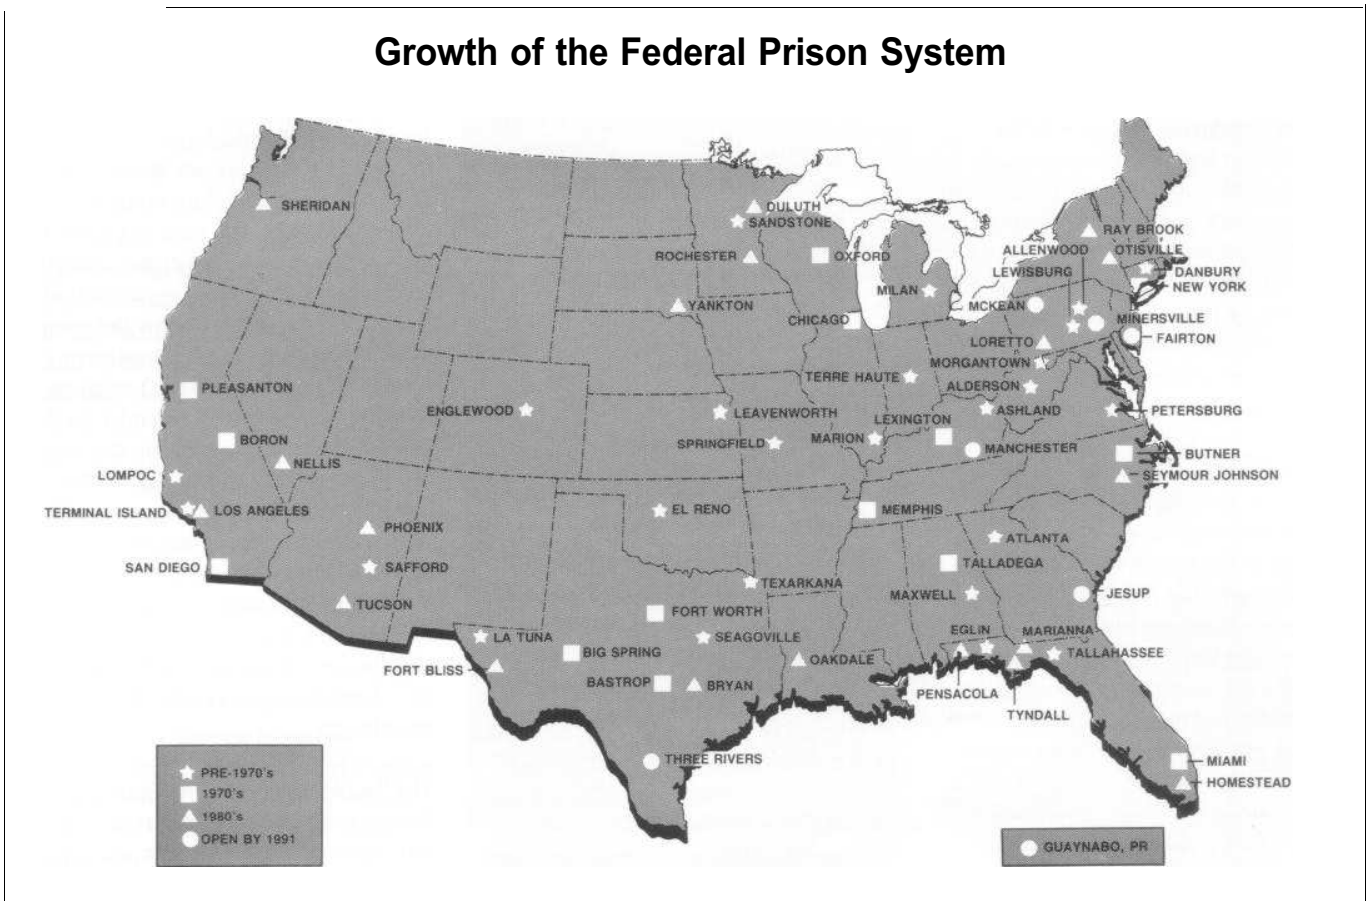 Growth of the Federal Prison System
SHERIDAN
DULUTH
SANDSTONE
RAY BROOK
ALLENWOOD
OTISVILLE
ROCHESTER
OXFORD
LEWISBURG
DANBURY
NEW YORK
MILAN
MCKEAN
YANKTON
CHICAGO
MINERSVILLE
LORETTO
FAIRTON
MORGANTOWN
TERRE HAUTE
ALDERSON
PLEASANTON
ENGLEWOOD
LEAVENWORTH
LEXINGTON
ASHLAND
PETERSBURG
BORON
SPRINGFIELD
MARION
MANCHESTER
BUTNER
NELLIS
LOMPOC
SEYMOUR JOHNSON
TERMINAL ISLAND
LOS ANGELES
EL RENO
MEMPHIS
PHOENIX
ATLANTA
SAN DIEGO
SAFFORD
TALLADEGA
TEXARKANA
MAXWELL
JESUP
TUCSON
FORT WORTH
LA TUNA
SEAGOVILLE
EGLIN
MARIANNA
BIG SPRING
TALLAHASSEE
FORT BLISS
OAKDALE
BASTROP
BRYAN
PENSACOLA
TYNDALL
THREE RIVERS
MIAMI
HOMESTEAD
PRE-1970's
1970's
1980's
OPEN BY 1991
GUAYNABO, PR